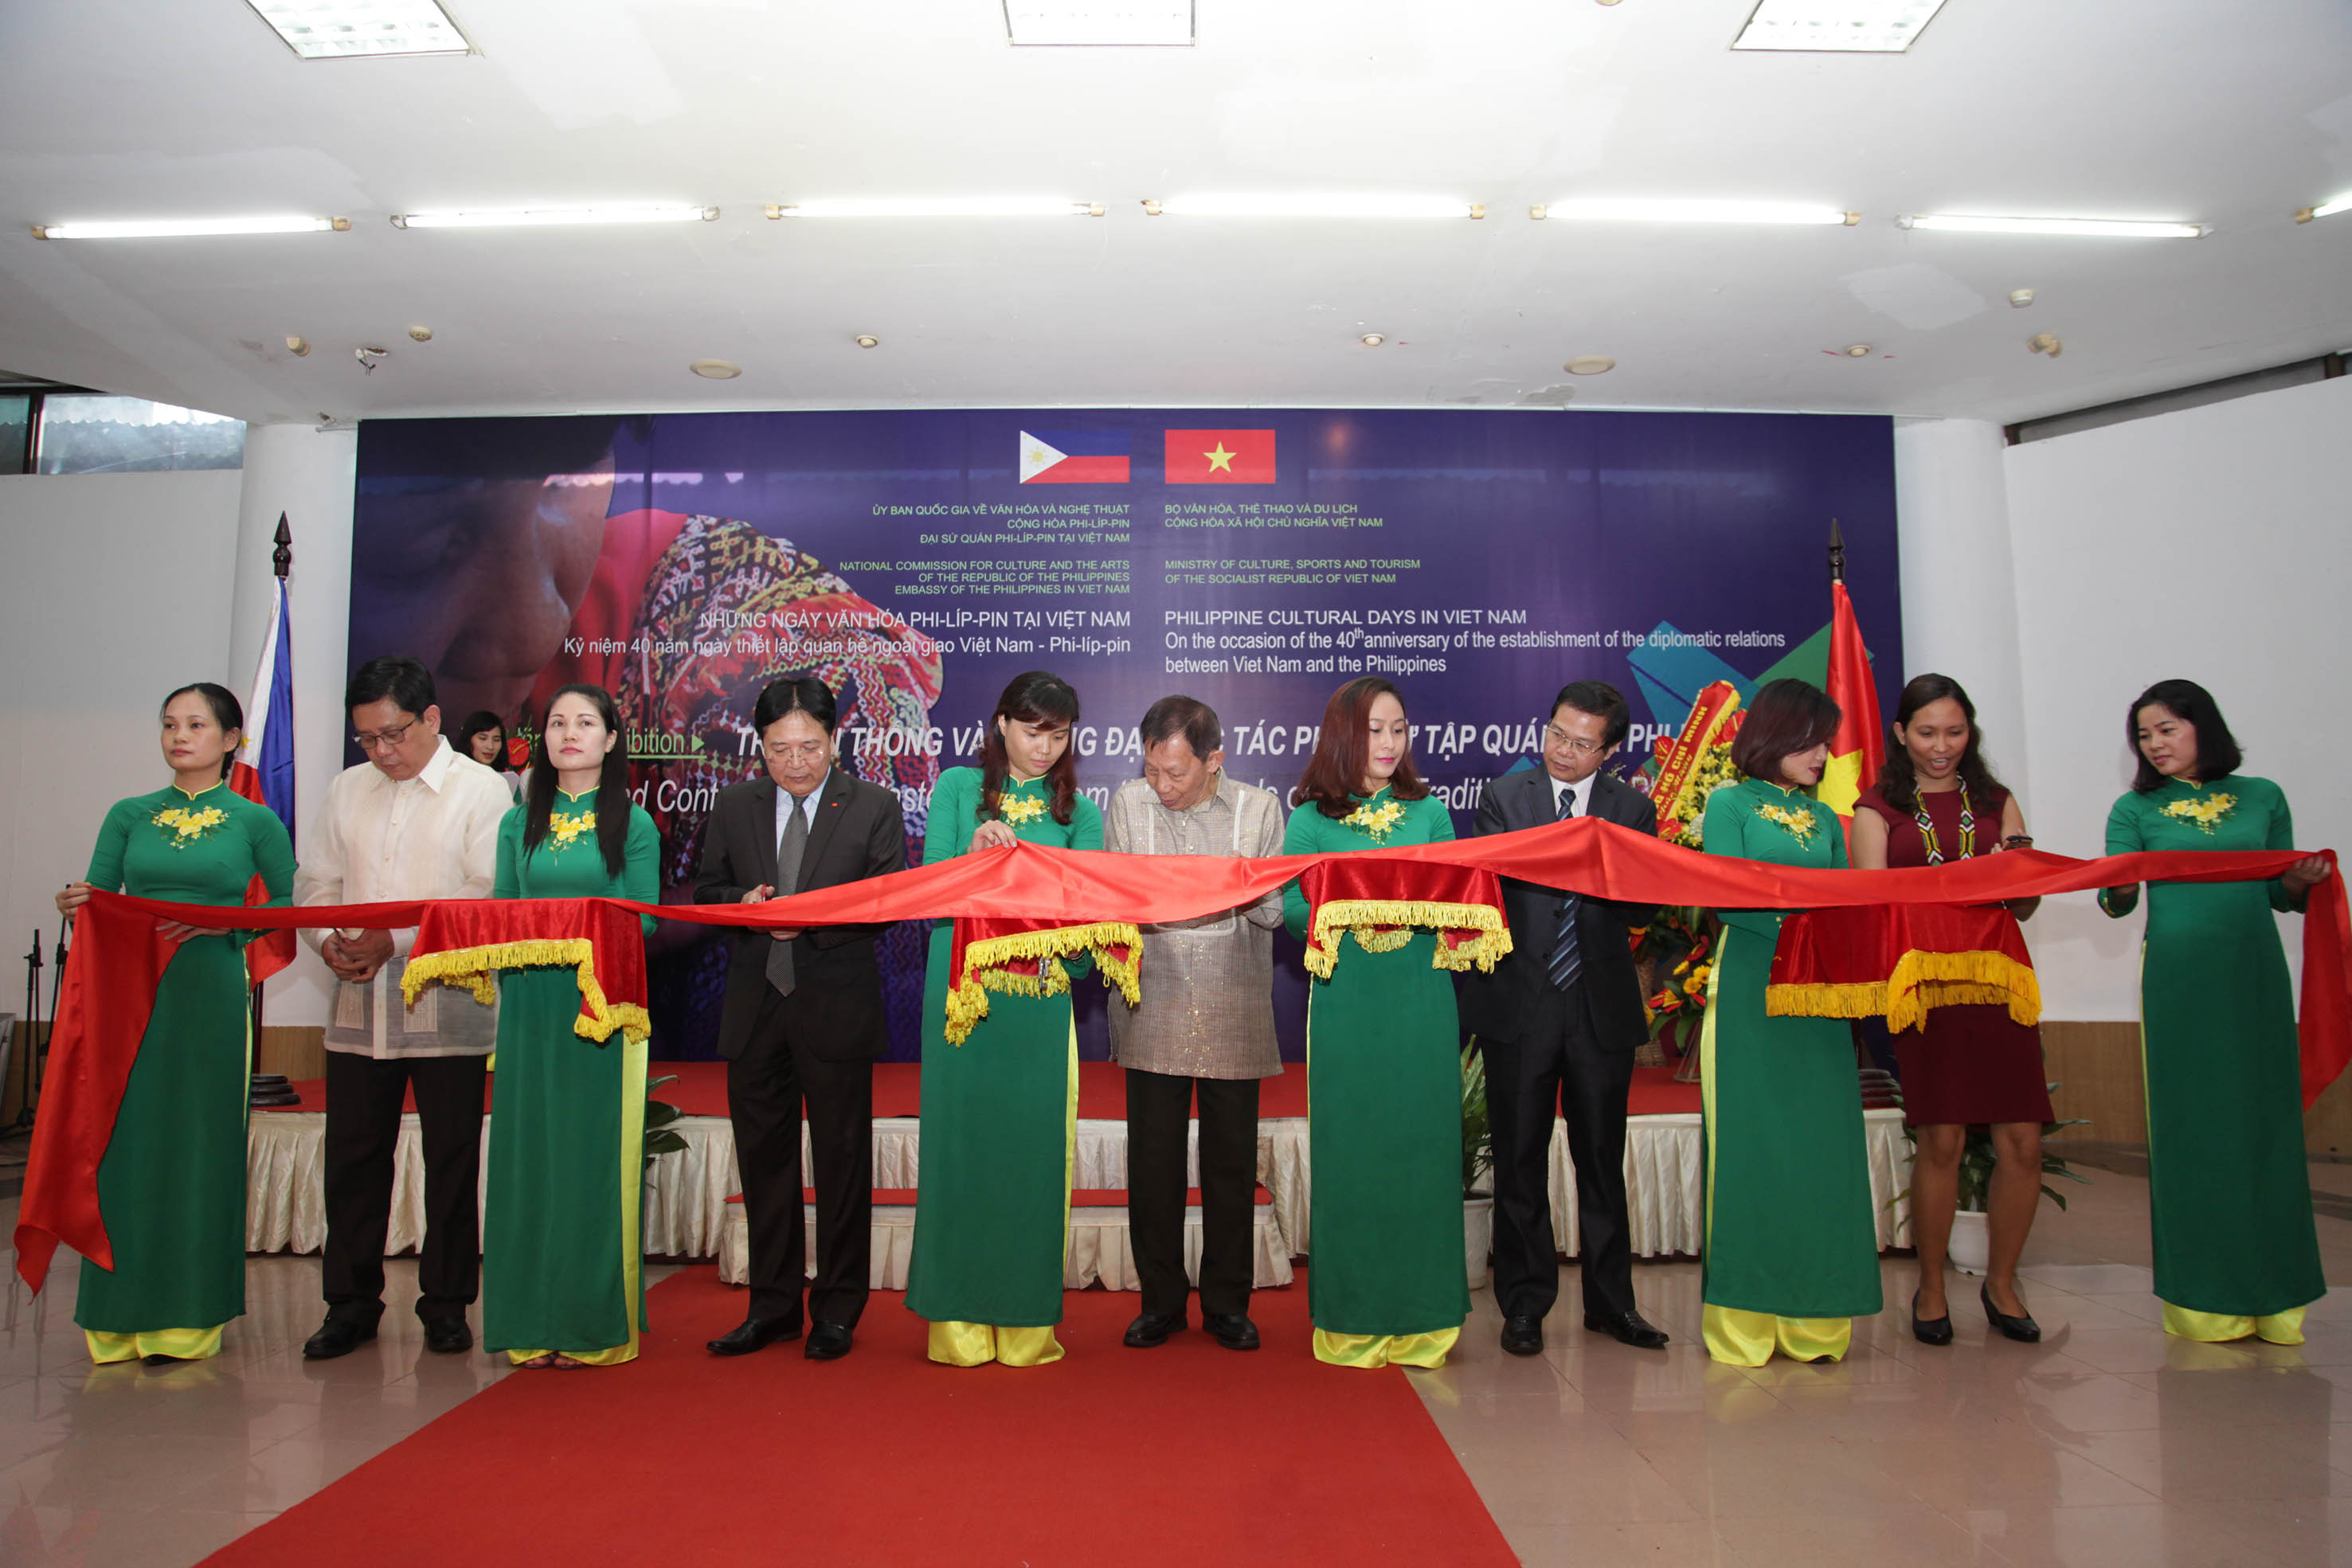 ỦY BAN QUỐC GIA VỀ VĂN HÓA VÀ NGHỆ THUẬT
CỘNG HÒA PHI-LÍP-PIN
ĐẠI SỨ QUÁN PHI-LÍP-PIN TẠI VIỆT NAM
NATIONAL COMMISSION FOR CULTURE AND THE ARTS
OF THE REPUBLIC OF THE PHILIPPINES
EMBASSY OF THE PHILIPPINES IN VIET NAM
NHỮNG NGÀY VĂN HÓA PHI-LÍP-PIN TẠI VIỆT NAM
Kỷ niệm 40 năm ngày thiết lập quan hệ ngoại giao Việt Nam - Phi-líp-pin
BỘ VĂN HÓA, THỂ THAO VÀ DU LỊCH
CỘNG HÒA XÃ HỘI CHỦ NGHĨA VIỆT NAM
MINISTRY OF CULTURE, SPORTS AND TOURISM
OF THE SOCIALIST REPUBLIC OF VIET NAM
PHILIPPINE CULTURAL DAYS IN VIET NAM
On the occasion of the 40th anniversary of the establishment of the diplomatic relations
between Viet Nam and the Philippines
THỐNG VÀ TÁC TẬP QUÁN PHI
HỒ CHÍ MINH